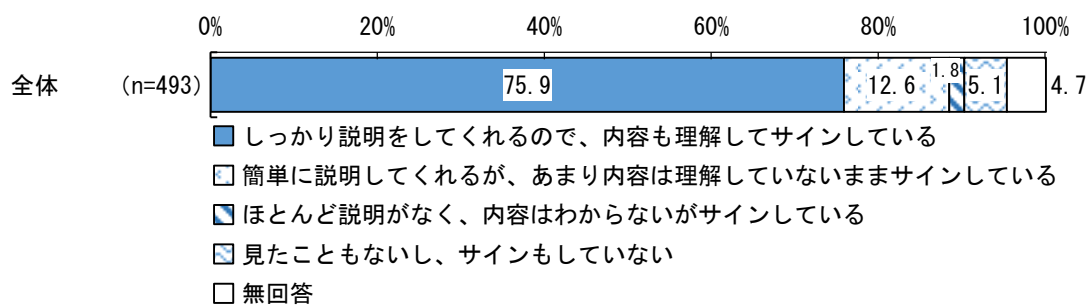 0% 20% 40% 60% 80% 100%
全体 (n=493) 75.9 12.6 1.8 5.1 4.7
しっかり説明をしてくれるので、内容も理解してサインしている
簡単に説明してくれるが、あまり内容は理解していないままサインしている
ほとんど説明がなく、内容はわからないがサインしている
見たこともないし、サインもしていない
無回答